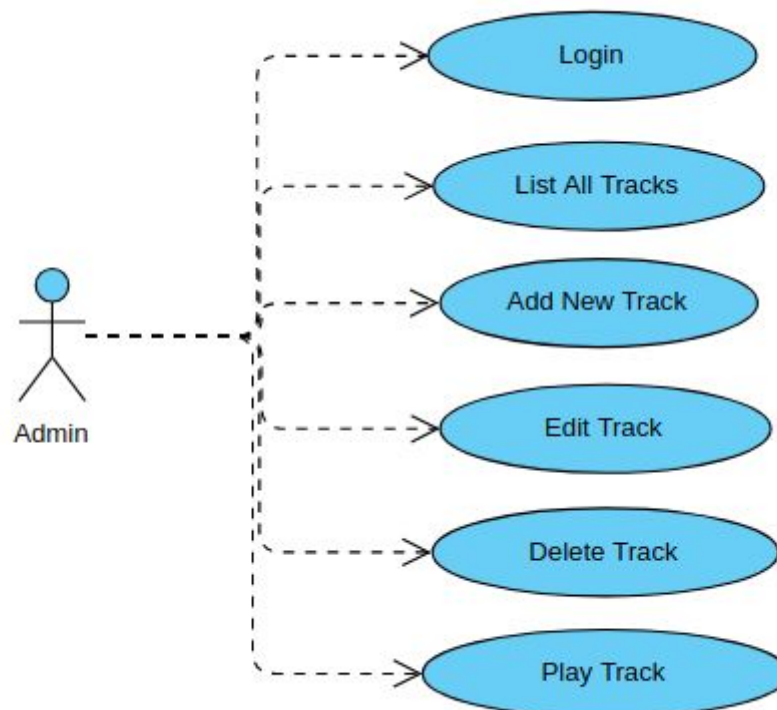 Login
List All Tracks
Add New Track
Admin
Edit Track
Delete Track
Play Track